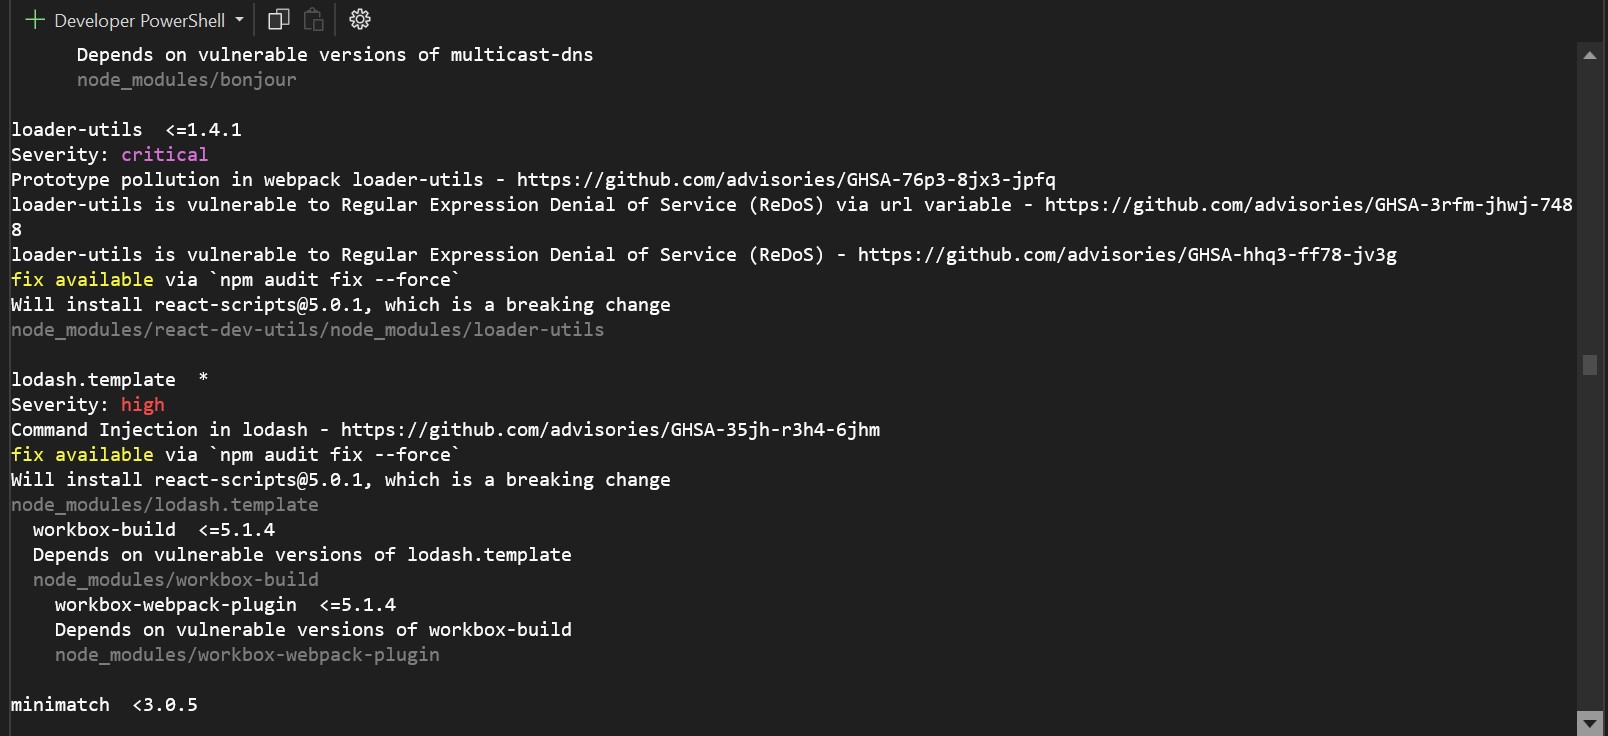 Developer PowerShell
Depends on vulnerable versions of multicast-dns
node_modules/bonjour
loader-utils  <=1.4.1
Severity: critical
Prototype pollution in webpack loader-utils - https://github.com/advisories/GHSA-76p3-8jx3-jpfq
loader-utils is vulnerable to Regular Expression Denial of Service (ReDoS) via url variable - https://github.com/advisories/GHSA-3rfm-jhwj-748
8
loader-utils is vulnerable to Regular Expression Denial of Service (ReDoS) - https://github.com/advisories/GHSA-hhq3-ff78-jv3g
fix available via `npm audit fix --force`
Will install react-scripts@5.0.1, which is a breaking change
node_modules/react-dev-utils/node_modules/loader-utils
lodash.template  *
Severity: high
Command Injection in lodash - https://github.com/advisories/GHSA-35jh-r3h4-6jhm
fix available via `npm audit fix --force`
Will install react-scripts@5.0.1, which is a breaking change
node_modules/lodash.template
workbox-build  <=5.1.4
Depends on vulnerable versions of lodash.template
node_modules/workbox-build
workbox-webpack-plugin  <=5.1.4
Depends on vulnerable versions of workbox-build
node_modules/workbox-webpack-plugin
minimatch  <3.0.5